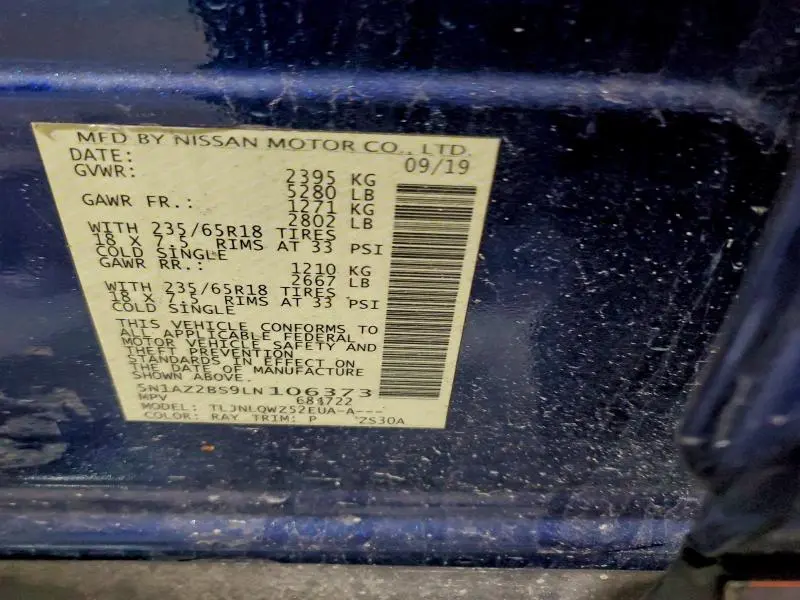 MFD BY NISSAN MOTOR CO., LTD.
DATE: 09/19
GVWR: 2395 KG
5280 LB
GAWR FR.: 1271 KG
2802 LB
WITH 235/65R18 TIRES
18 X 7.5 RIMS AT 33 PSI
COLD SINGLE
GAWR RR.: 1210 KG
2667 LB
WITH 235/65R18 TIRES
18 X 7.5 RIMS AT 33 PSI
COLD SINGLE
THIS VEHICLE CONFORMS TO
ALL APPLICABLE FEDERAL
MOTOR VEHICLE SAFETY AND
THEFT PREVENTION
STANDARDS IN EFFECT ON
THE DATE OF MANUFACTURE
SHOWN ABOVE.
5N1AZ2BS9LN106373
MPV 684722
MODEL: TLJNLQWZ52EUA-A---
COLOR: RAY TRIM: P ZS30A